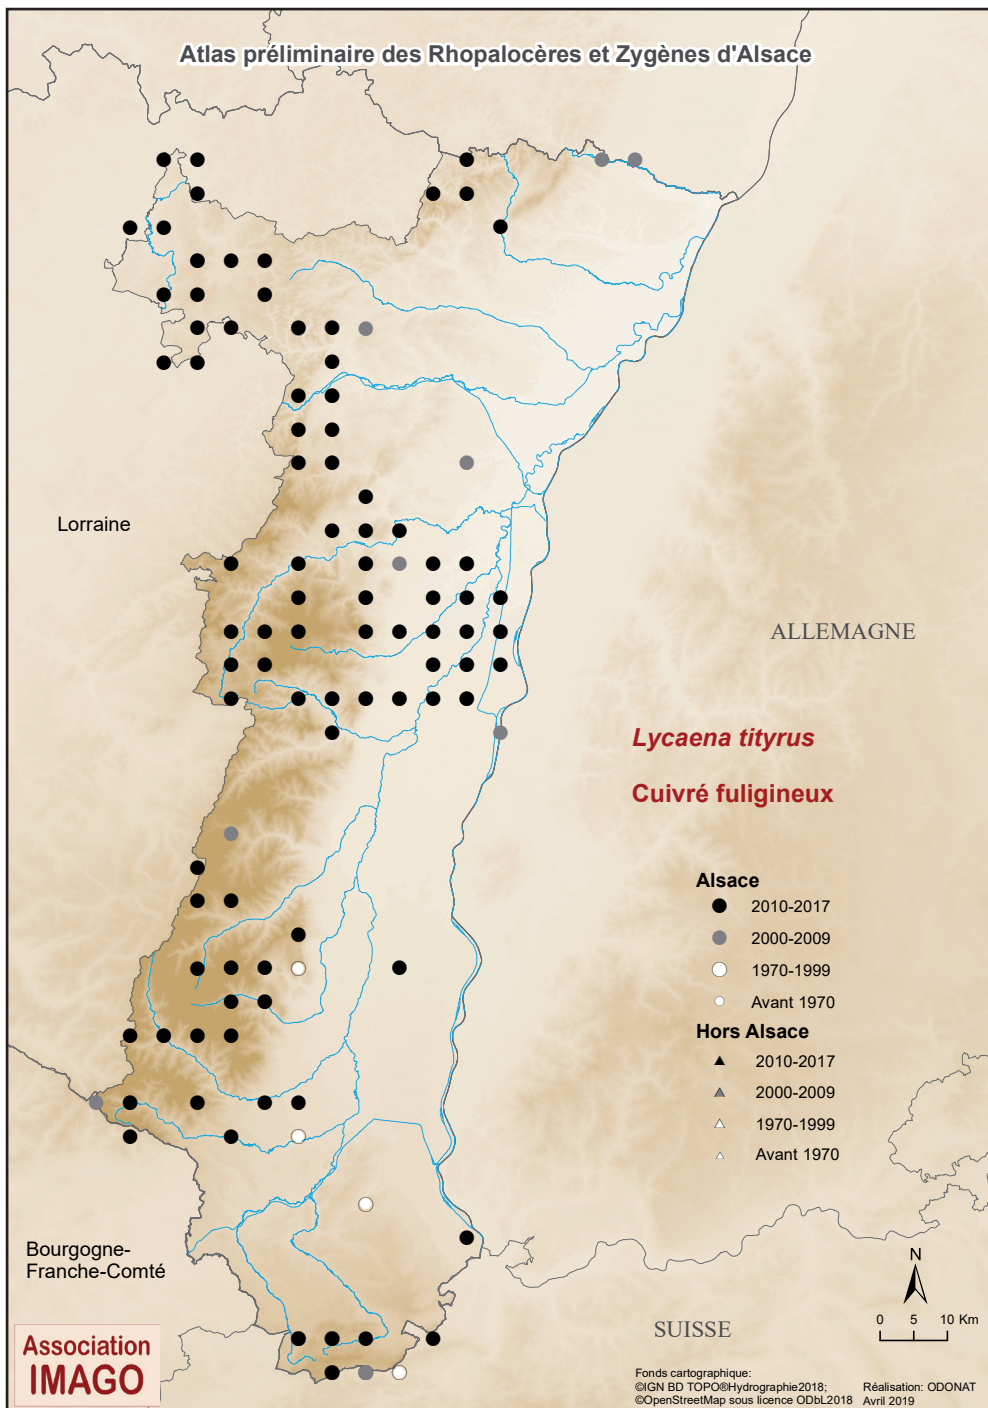 Atlas préliminaire des Rhopalocères et Zygènes d'Alsace
Lorraine
ALLEMAGNE
Lycaena tityrus
Cuivré fuligineux
Alsace
2010-2017
2000-2009
1970-1999
Avant 1970
Hors Alsace
2010-2017
2000-2009
1970-1999
Avant 1970
Bourgogne-
Franche-Comté
N
0 5 10 Km
SUISSE
Association
IMAGO
Fonds cartographique:
©IGN BD TOPO®Hydrographie2018;
©OpenStreetMap sous licence ODbL2018
Réalisation: ODONAT
Avril 2019